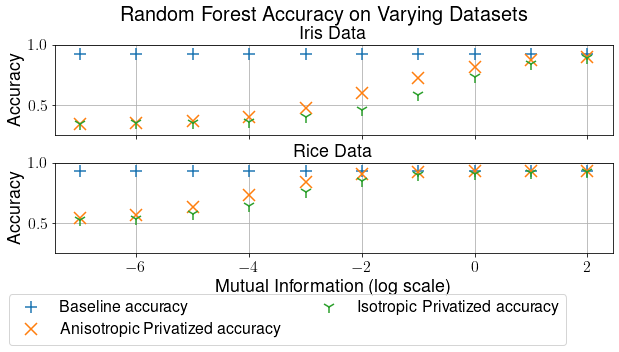 Random Forest Accuracy on Varying Datasets
Iris Data
1.0
0.5
Accuracy
Rice Data
1.0
0.5
Accuracy
−6 −4 −2 0 2
Mutual Information (log scale)
Baseline accuracy
Anisotropic Privatized accuracy
Isotropic Privatized accuracy